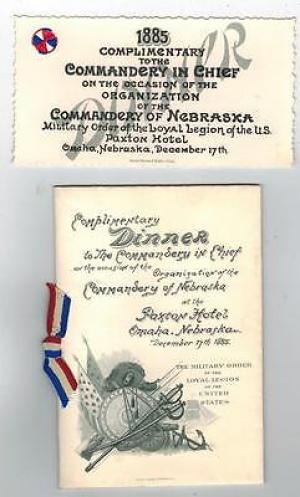 1885
COMPLIMENTARY
TO THE
COMMANDERY IN CHIEF
ON THE OCCASION OF THE
ORGANIZATION
OF THE
COMMANDERY OF NEBRASKA
Military Order of the Loyal Legion of the U.S.
Paxton Hotel
Omaha, Nebraska, December 17th
DINNER
Complimentary
Dinner
to The Commandery in Chief
on the occasion of the
Organization of the
Commandery of Nebraska
at the
Paxton Hotel
Omaha, Nebraska.
December 17th 1885.
THE MILITARY ORDER
OF THE
LOYAL LEGION
OF THE
UNITED
STATES